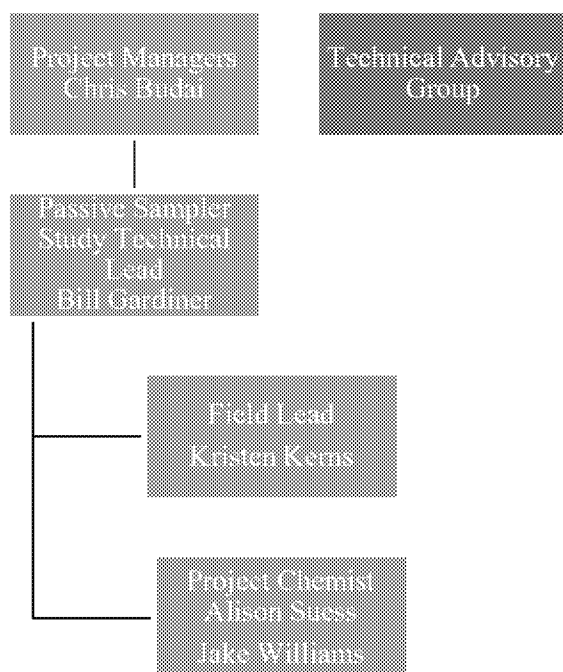 Project Managers
Chris Budai
Technical Advisory
Group
Passive Sampler
Study Technical
Lead
Bill Gardiner
Field Lead
Kristen Kerns
Project Chemist
Alison Suess
Jake Williams